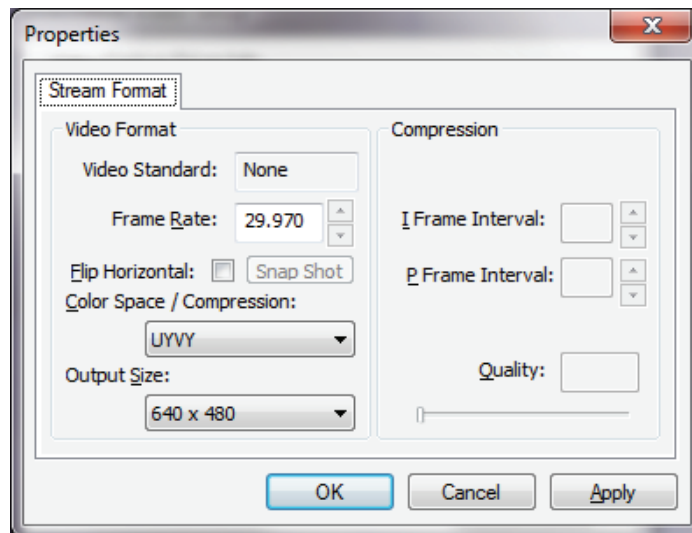 Properties
Stream Format
Video Format
Video Standard: None
Frame Rate: 29.970
Flip Horizontal: Snap Shot
Color Space / Compression:
UYVY
Output Size:
640 x 480
Compression
I Frame Interval:
P Frame Interval:
Quality:
OK Cancel Apply